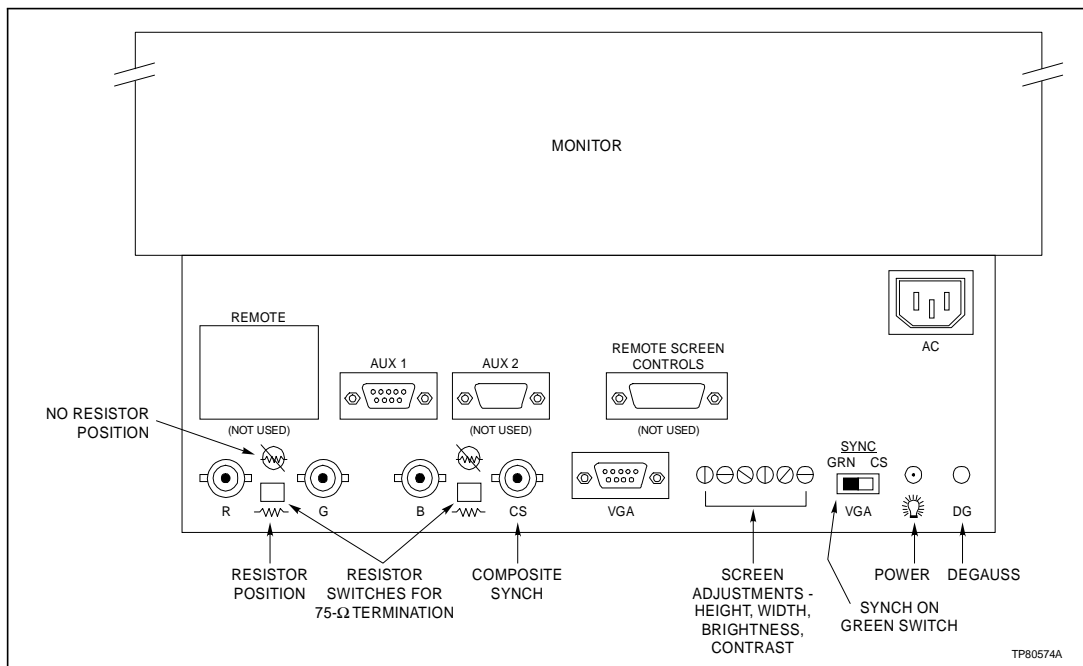 MONITOR
AC
REMOTE
(NOT USED)
AUX 1
AUX 2
(NOT USED)
REMOTE SCREEN
CONTROLS
(NOT USED)
NO RESISTOR
POSITION
R
G
B
CS
VGA
SYNC
GRN CS
VGA
DG
RESISTOR
POSITION
RESISTOR
SWITCHES FOR
75-Ω TERMINATION
COMPOSITE
SYNCH
SCREEN
ADJUSTMENTS -
HEIGHT, WIDTH,
BRIGHTNESS,
CONTRAST
SYNCH ON
GREEN SWITCH
POWER
DEGAUSS
TP80574A